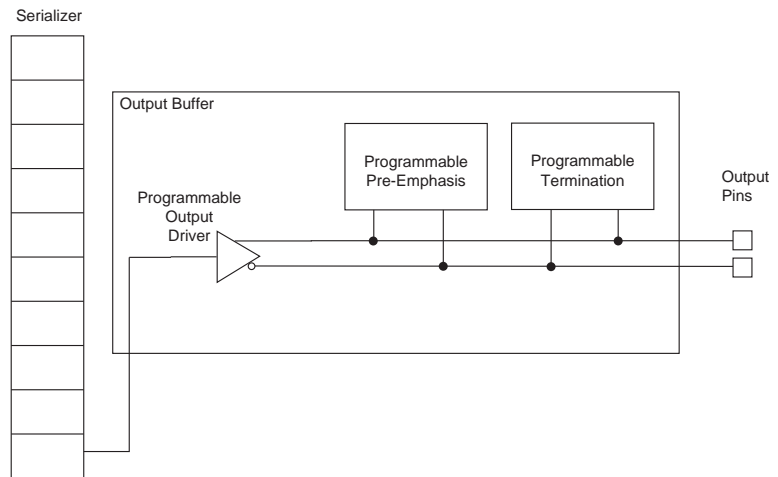 Serializer
Output Buffer
Programmable
Pre-Emphasis
Programmable
Termination
Output
Pins
Programmable
Output
Driver